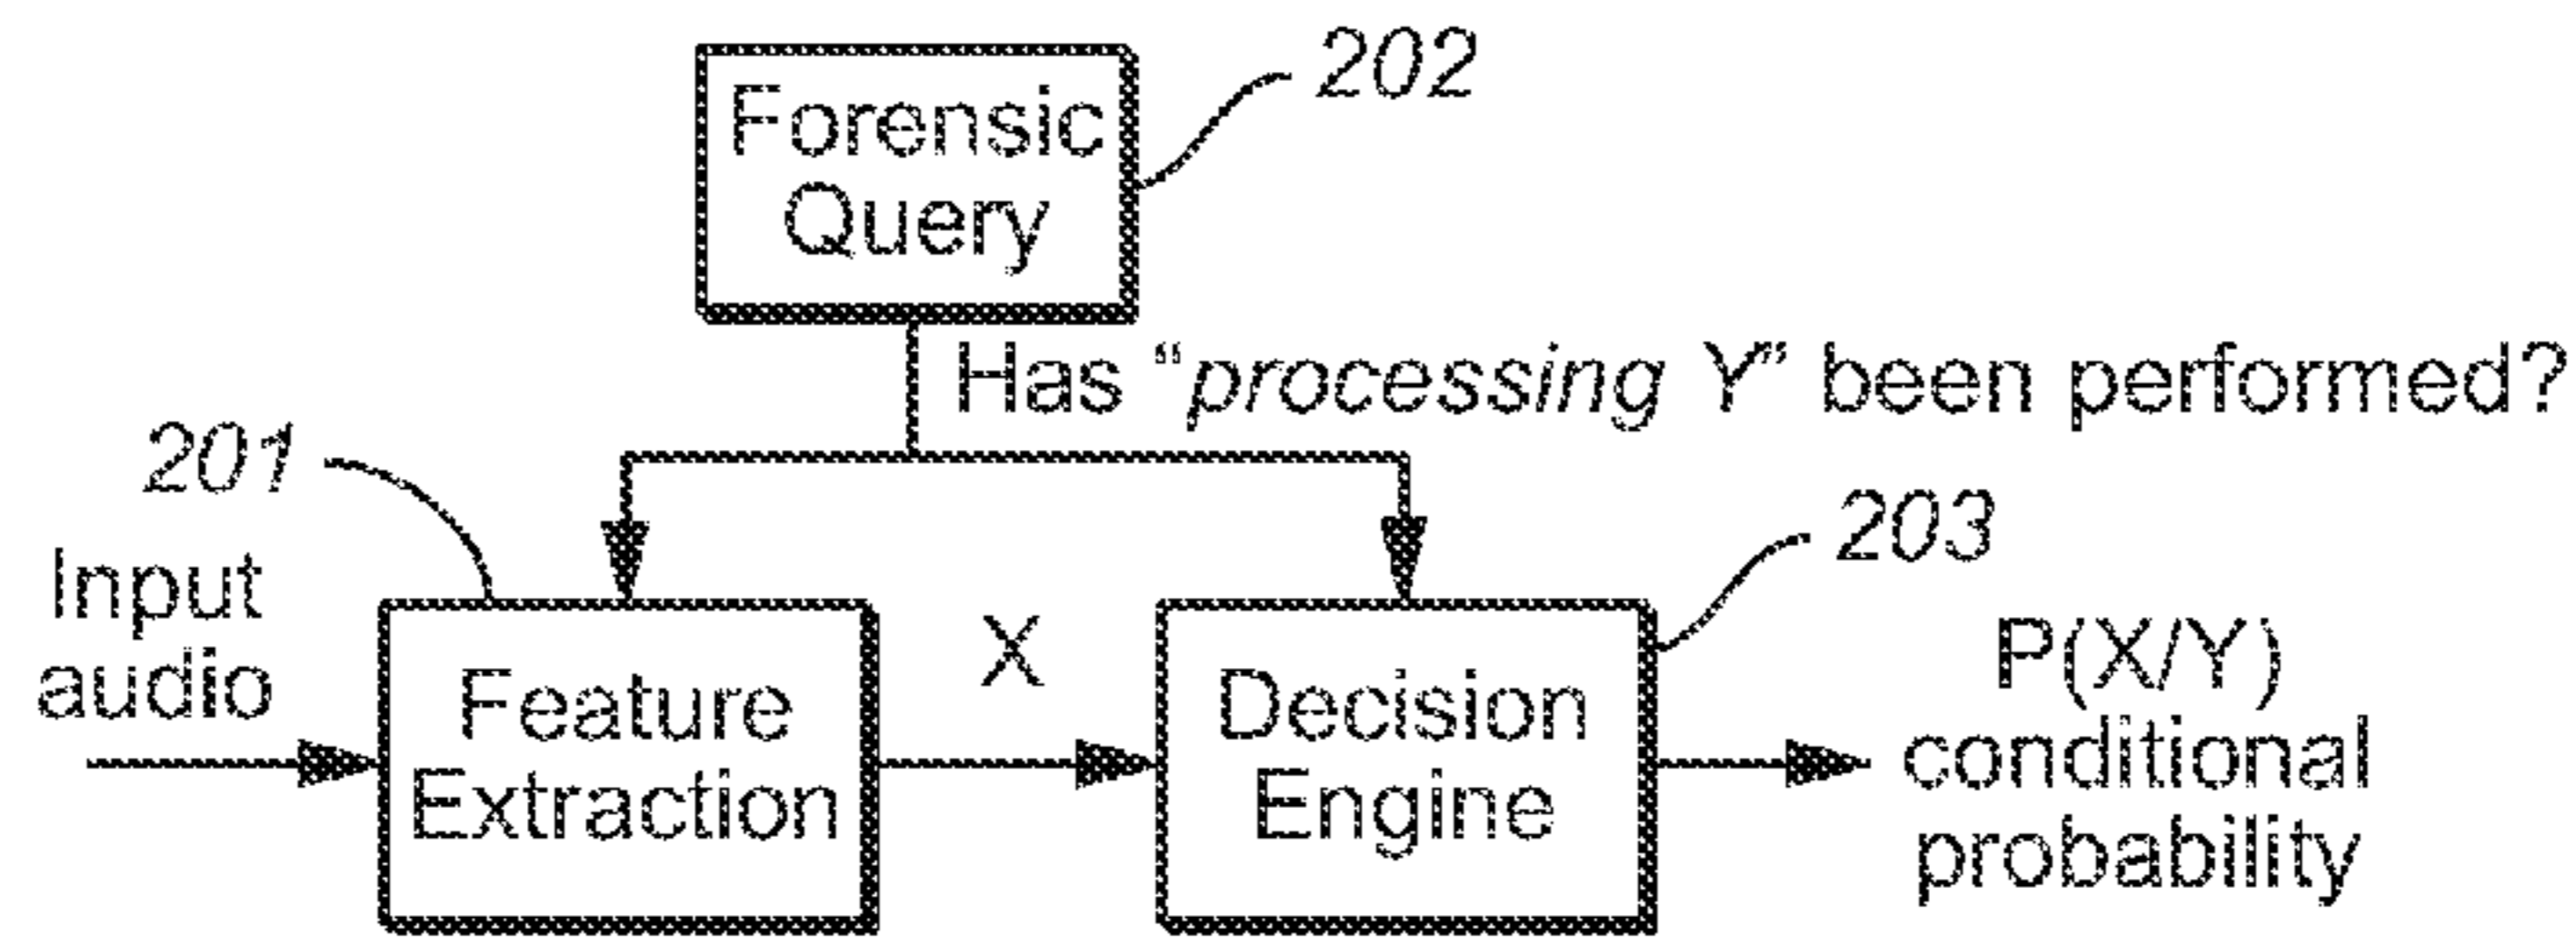 Forensic
Query
202
Has "processing Y" been performed?
201
203
Input
audio
Feature
Extraction
X
Decision
Engine
P(X/Y)
conditional
probability